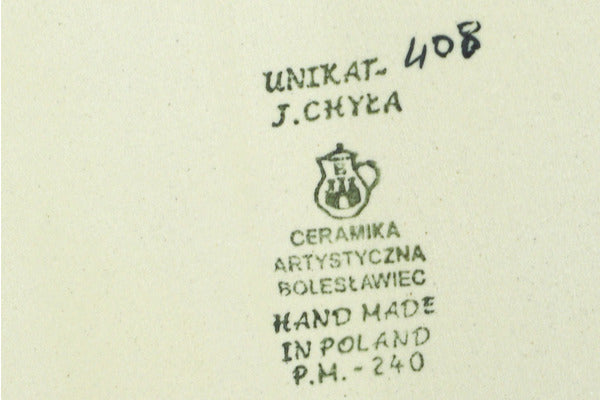 UNIKAT- 408
J. CHYŁA
B
CERAMIKA
ARTYSTYCZNA
BOLESŁAWIEC
HAND MADE
IN POLAND
P.M. - 240